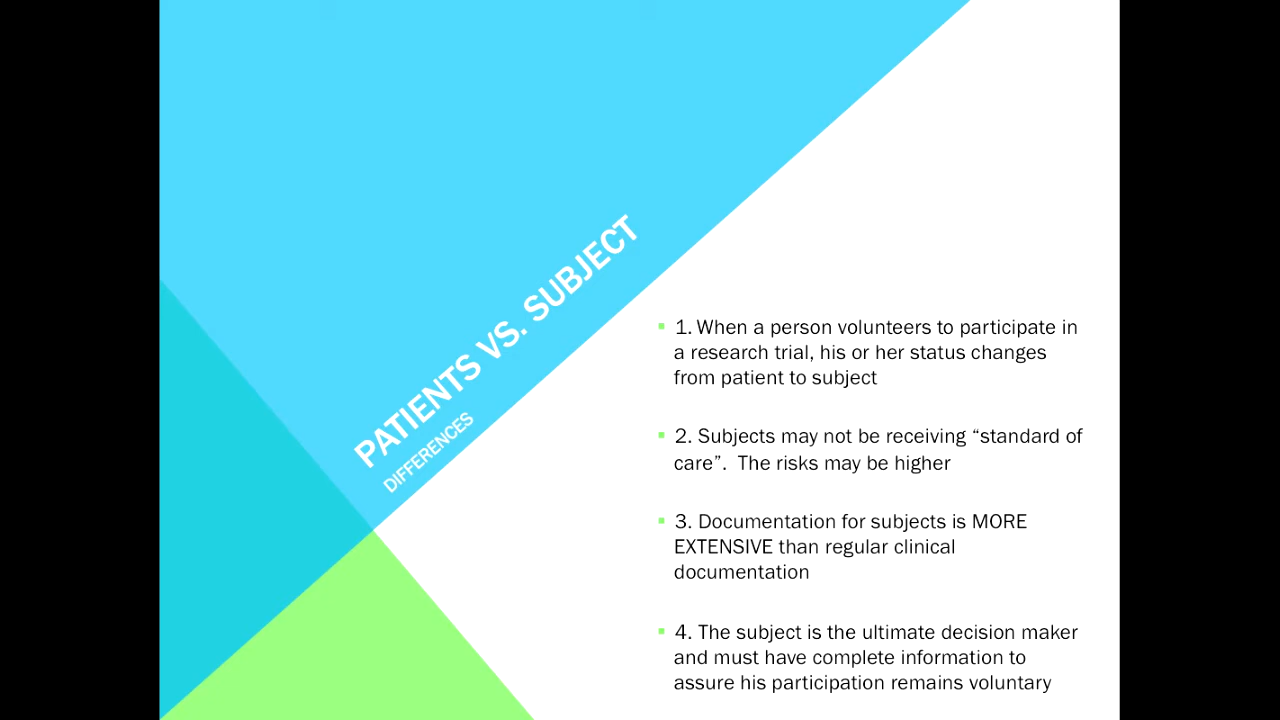 PATIENTS VS. SUBJECT
DIFFERENCES
▪ 1. When a person volunteers to participate in
a research trial, his or her status changes
from patient to subject
▪ 2. Subjects may not be receiving “standard of
care”.  The risks may be higher
▪ 3. Documentation for subjects is MORE
EXTENSIVE than regular clinical
documentation
▪ 4. The subject is the ultimate decision maker
and must have complete information to
assure his participation remains voluntary